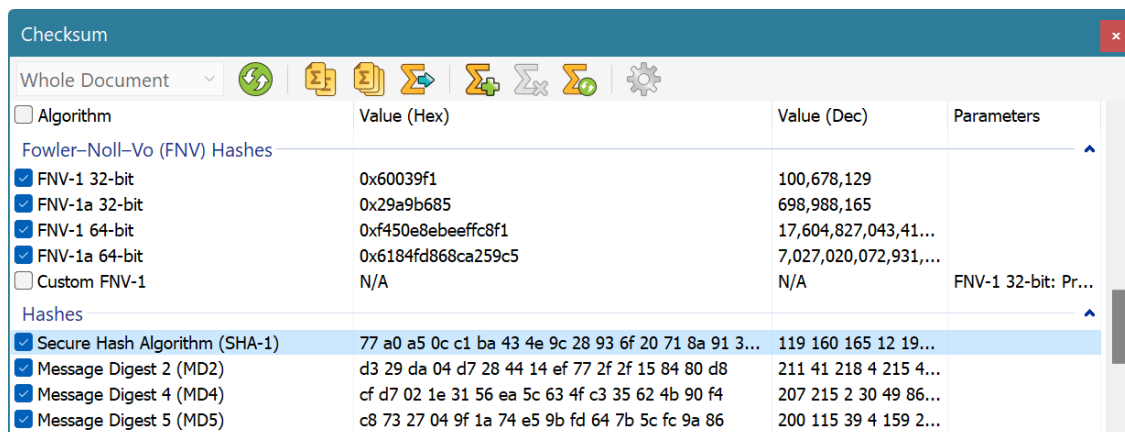 Checksum
Whole Document
Algorithm Value (Hex) Value (Dec) Parameters
Fowler–Noll–Vo (FNV) Hashes
FNV-1 32-bit 0x60039f1 100,678,129
FNV-1a 32-bit 0x29a9b685 698,988,165
FNV-1 64-bit 0xf450e8ebeeffc8f1 17,604,827,043,41...
FNV-1a 64-bit 0x6184fd868ca259c5 7,027,020,072,931,...
Custom FNV-1 N/A N/A FNV-1 32-bit: Pr...
Hashes
Secure Hash Algorithm (SHA-1) 77 a0 a5 0c c1 ba 43 4e 9c 28 93 6f 20 71 8a 91 3... 119 160 165 12 19...
Message Digest 2 (MD2) d3 29 da 04 d7 28 44 14 ef 77 2f 2f 15 84 80 d8 211 41 218 4 215 4...
Message Digest 4 (MD4) cf d7 02 1e 31 56 ea 5c 63 4f c3 35 62 4b 90 f4 207 215 2 30 49 86...
Message Digest 5 (MD5) c8 73 27 04 9f 1a 74 e5 9b fd 64 7b 5c fc 9a 86 200 115 39 4 159 2...